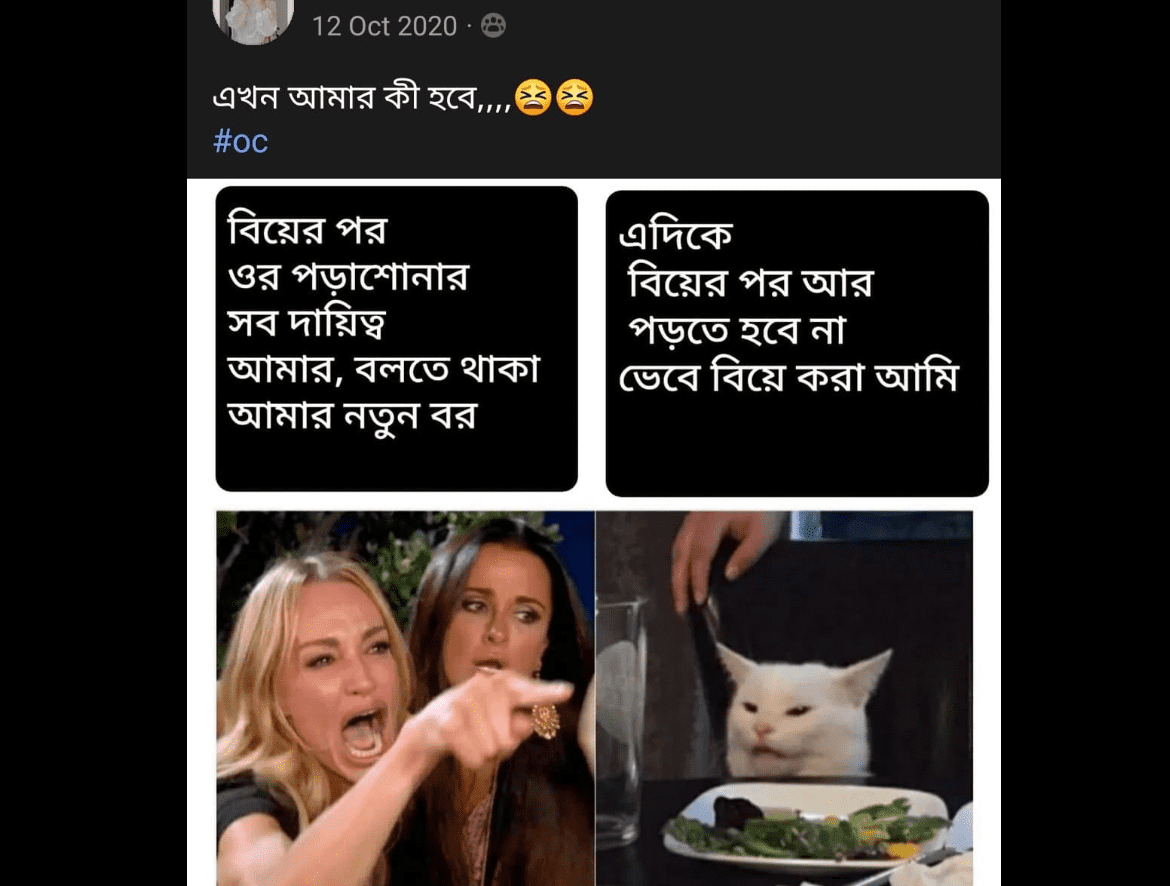 12 Oct 2020 ·
এখন আমার কী হবে,,,,😫😫
#oc
বিয়ের পর
ওর পড়াশোনার
সব দায়িত্ব
আমার, বলতে থাকা
আমার নতুন বর
এদিকে
বিয়ের পর আর
পড়তে হবে না
ভেবে বিয়ে করা আমি